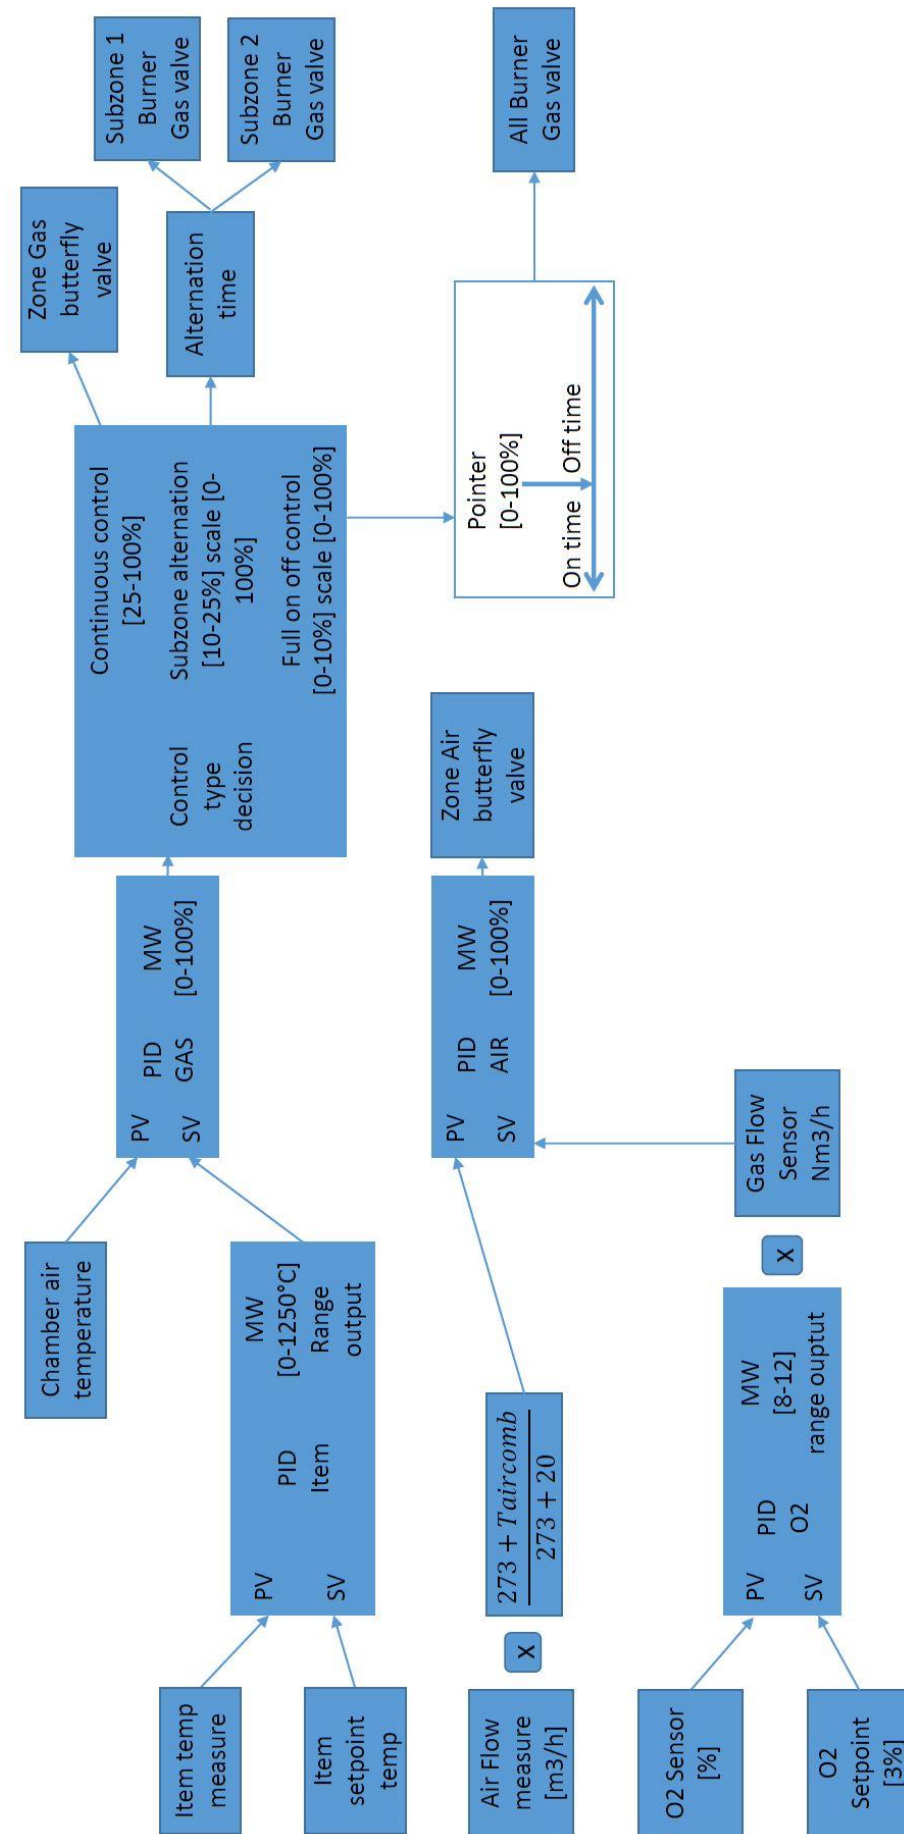 Item temp
measure
Item
setpoint
temp
PV
SV
PID
Item
MW
[0-1250°C]
Range
output
Chamber air
temperature
PV
SV
PID
GAS
MW
[0-100%]
Control
type
decision
Continuous control
[25-100%]
Subzone alternation
[10-25%] scale [0-
100%]
Full on off control
[0-10%] scale [0-100%]
Zone Gas
butterfly
valve
Alternation
time
Subzone 1
Burner
Gas valve
Subzone 2
Burner
Gas valve
Pointer
[0-100%]
On time Off time
All Burner
Gas valve
Air Flow
measure
[m3/h]
X
273 + Taircomb
273 + 20
PV
SV
PID
AIR
MW
[0-100%]
Zone Air
butterfly
valve
O2 Sensor
[%]
O2
Setpoint
[3%]
PV
SV
PID
O2
MW
[8-12]
range ouptut
X
Gas Flow
Sensor
Nm3/h